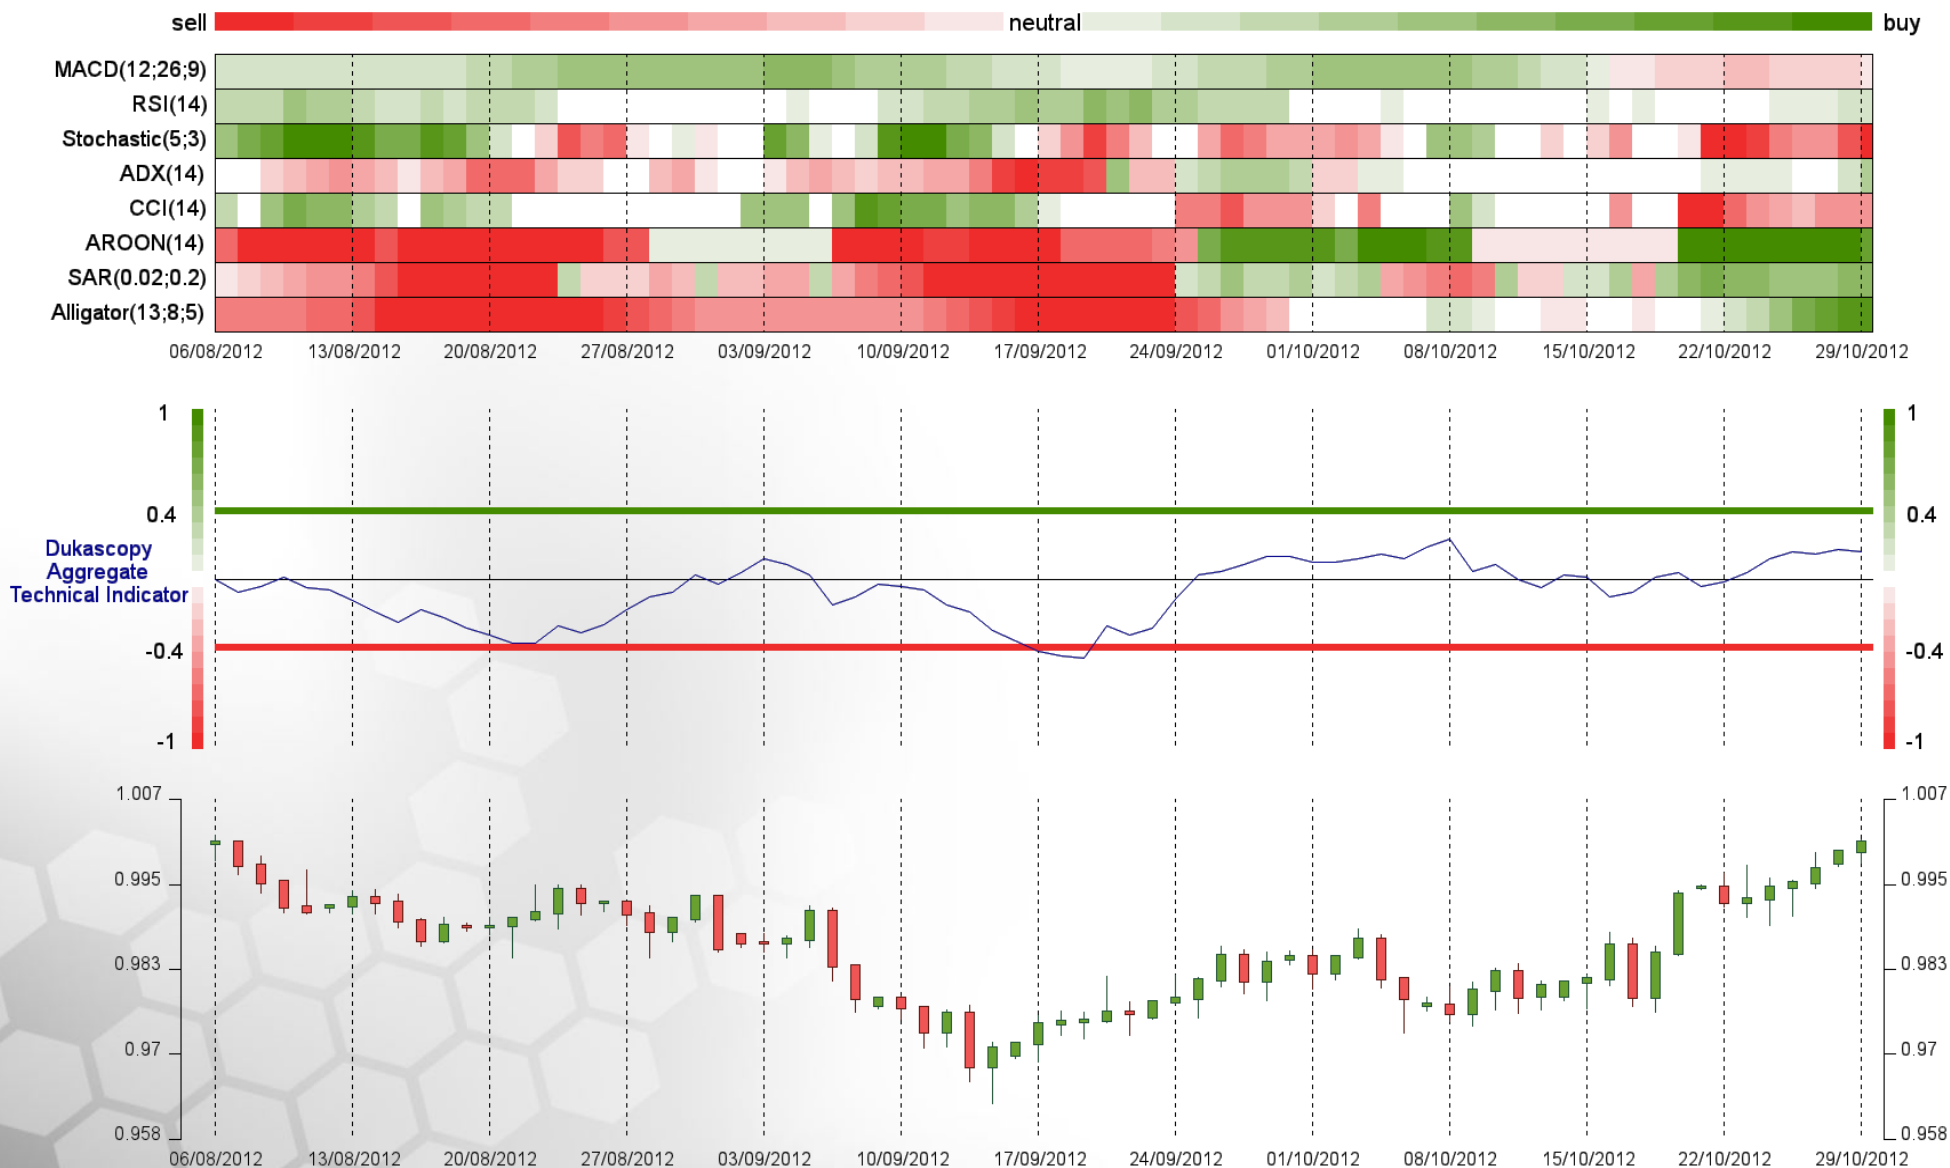 sell neutral buy
MACD(12;26;9)
RSI(14)
Stochastic(5;3)
ADX(14)
CCI(14)
AROON(14)
SAR(0.02;0.2)
Alligator(13;8;5)
06/08/2012 13/08/2012 20/08/2012 27/08/2012 03/09/2012 10/09/2012 17/09/2012 24/09/2012 01/10/2012 08/10/2012 15/10/2012 22/10/2012 29/10/2012
1 1
0.4 0.4
Dukascopy
Aggregate
Technical Indicator
-0.4 -0.4
-1 -1
1.007 1.007
0.995 0.995
0.983 0.983
0.97 0.97
0.958 0.958
06/08/2012 13/08/2012 20/08/2012 27/08/2012 03/09/2012 10/09/2012 17/09/2012 24/09/2012 01/10/2012 08/10/2012 15/10/2012 22/10/2012 29/10/2012